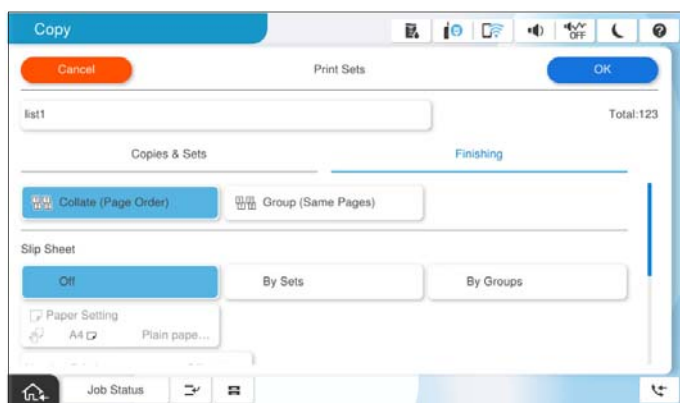 Copy
OFF
Cancel
Print Sets
OK
list1
Total:123
Copies & Sets
Finishing
Collate (Page Order)
Group (Same Pages)
Slip Sheet
Off
By Sets
By Groups
Paper Setting
A4
Plain pape...
Job Status